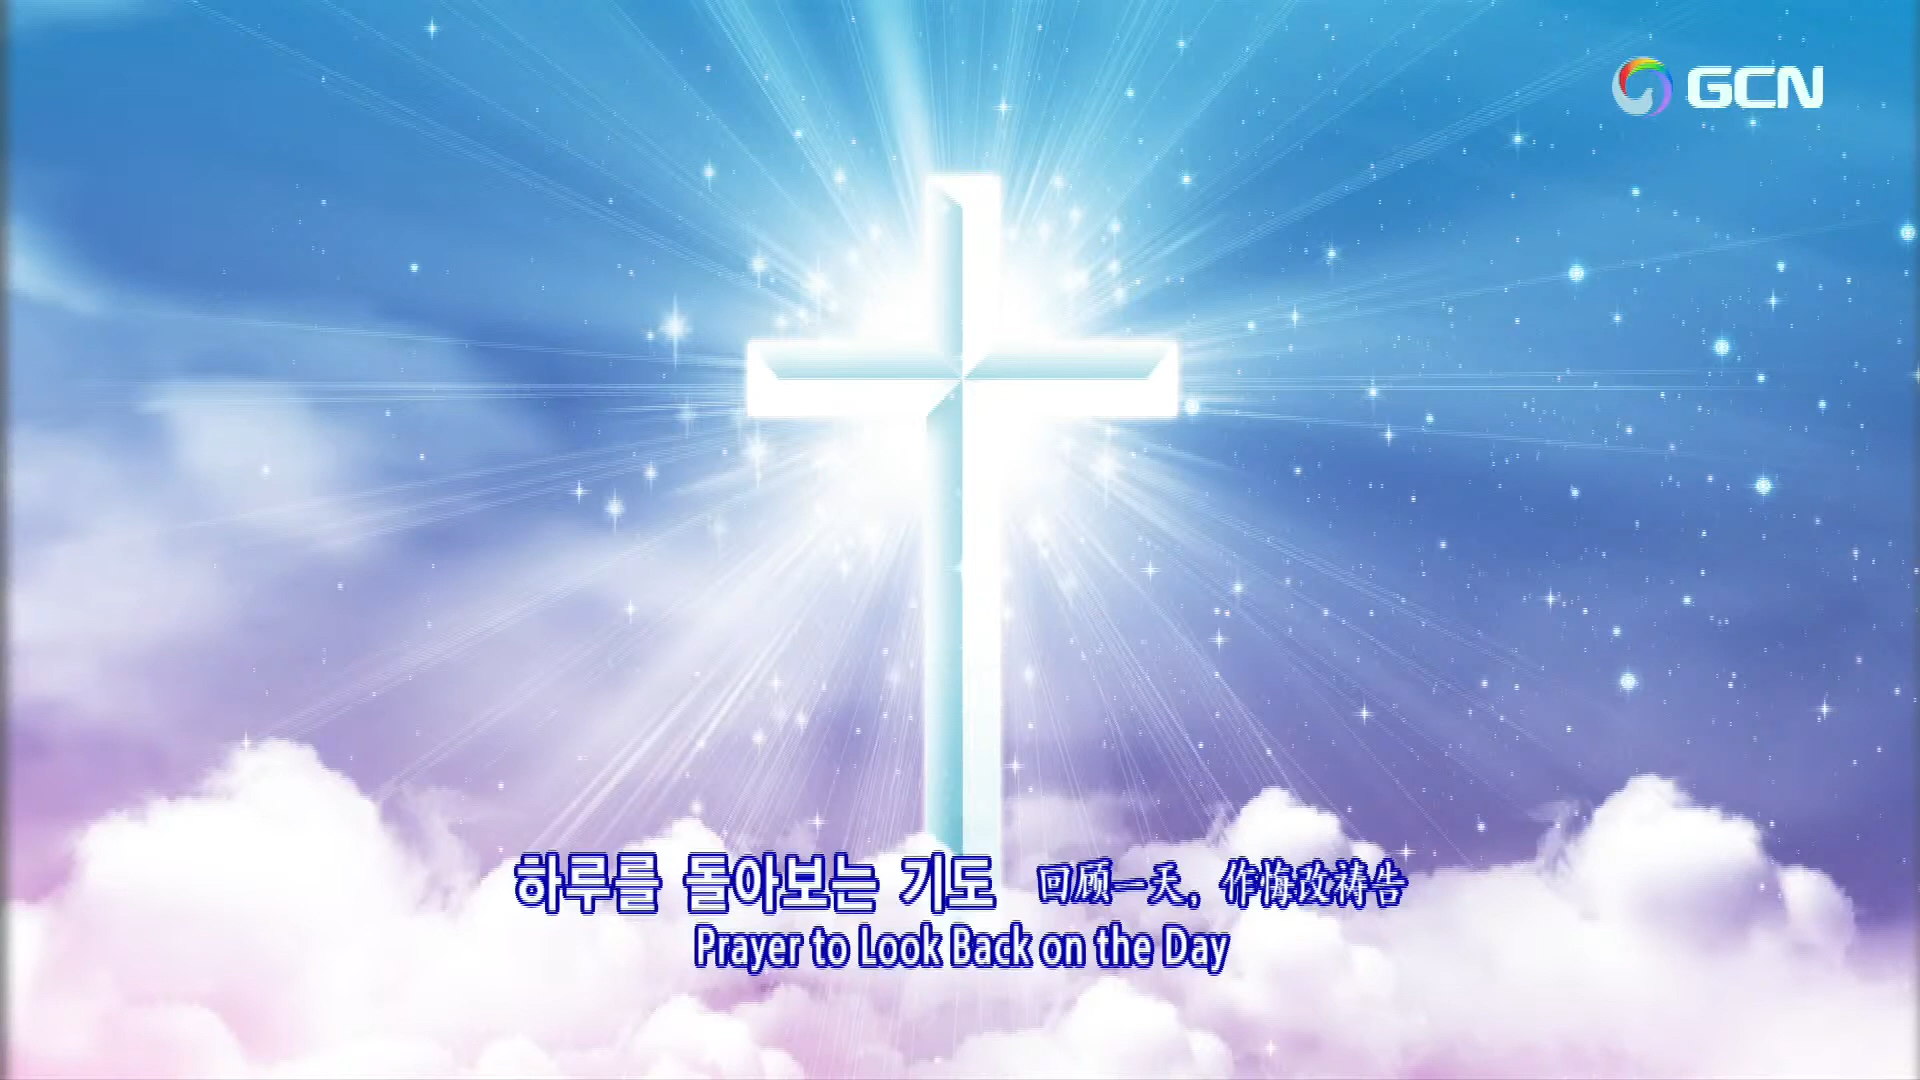 GCN
하루를 돌아보는 기도 回顾一天, 作悔改祷告
Prayer to Look Back on the Day